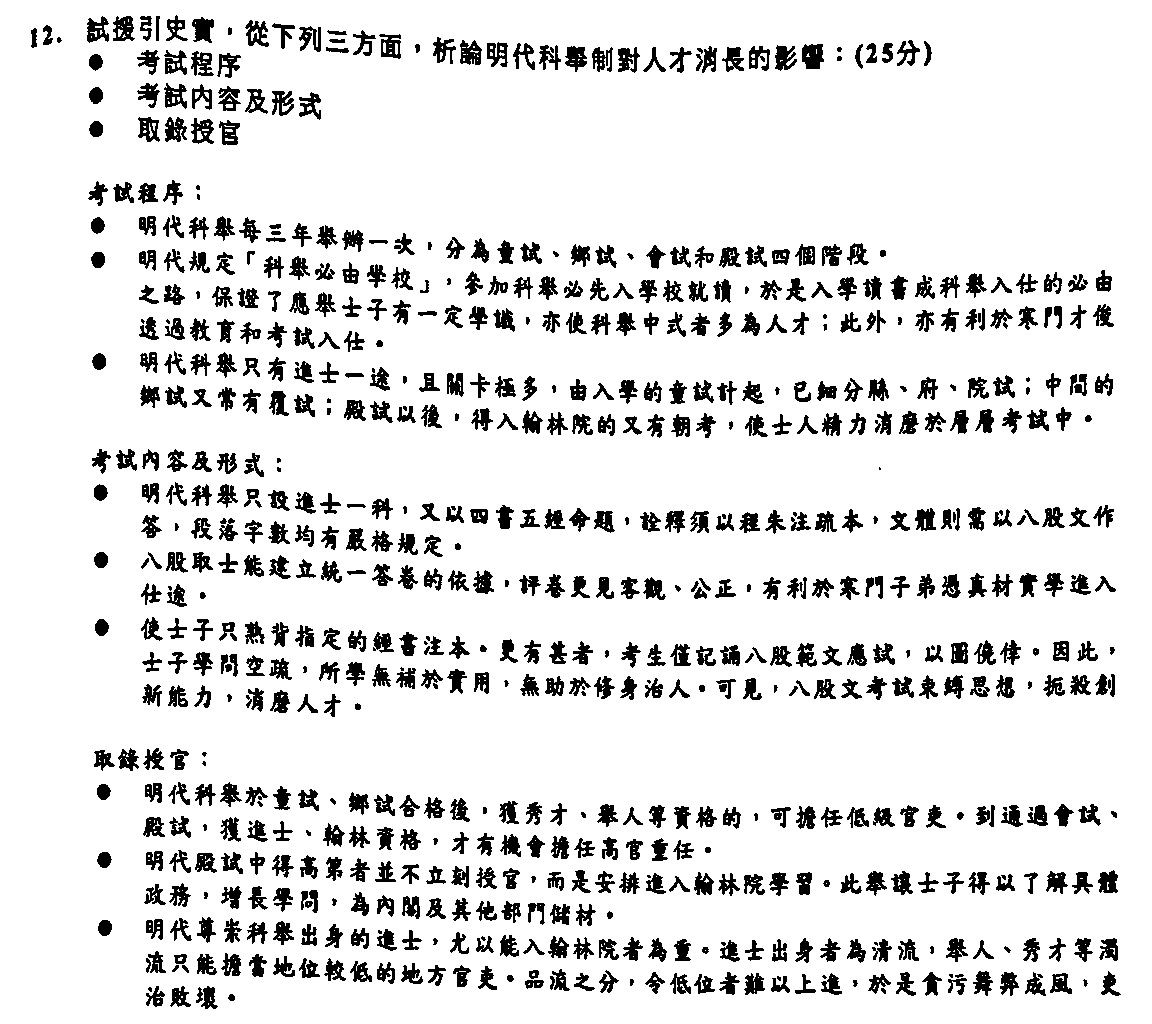 12. 試援引史實，從下列三方面，析論明代科舉制對人才消長的影響：(25分)
● 考試程序
● 考試內容及形式
● 取錄授官
考試程序：
● 明代科舉每三年舉辦一次，分為童試、鄉試、會試和殿試四個階段。
● 明代規定「科舉必由學校」，參加科舉必先入學校就讀，於是入學讀書成科舉入仕的必由
之路，保證了應舉士子有一定學識，亦使科舉中式者多為人才；此外，亦有利於寒門才俊
透過教育和考試入仕。
● 明代科舉只有進士一途，且關卡極多，由入學的童試計起，已細分縣、府、院試；中間的
鄉試又常有覆試；殿試以後，得入翰林院的又有朝考，使士人精力消磨於層層考試中。
考試內容及形式：
● 明代科舉只設進士一科，又以四書五經命題，詮釋須以程朱注疏本，文體則需以八股文作
答，段落字數均有嚴格規定。
● 八股取士能建立統一答卷的依據，評卷更見客觀、公正，有利於寒門子弟憑真材實學進入
仕途。
● 使士子只熟背指定的經書注本。更有甚者，考生僅記誦八股範文應試，以圖僥倖。因此，
士子學問空疏，所學無補於實用，無助於修身治人。可見，八股文考試束縛思想，扼殺創
新能力，消磨人才。
取錄授官：
● 明代科舉於童試、鄉試合格後，獲秀才、舉人等資格的，可擔任低級官吏。到通過會試、
殿試，獲進士、翰林資格，才有機會擔任高官重任。
● 明代殿試中得高第者並不立刻授官，而是安排進入翰林院學習。此舉讓士子得以了解具體
政務，增長學問，為內閣及其他部門儲材。
● 明代尊崇科舉出身的進士，尤以能入翰林院者為重。進士出身者為清流，舉人、秀才等濁
流只能擔當地位較低的地方官吏。品流之分，令低位者難以上進，於是貪污舞弊成風，吏
治敗壞。